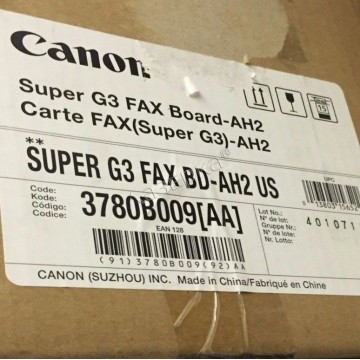 Canon
Super G3 FAX Board-AH2
Carte FAX(Super G3)-AH2
**
SUPER G3 FAX BD-AH2 US
Code:
Kode:
Código:
Codice:
3780B009[AA]
EAN 128
(91)3780B009(92)AA
Lot No.:
N° de lot:
Gruppe Nr.:
N° de lot:
Nr. Lotto:
401071
UPC
CANON (SUZHOU) INC. Made in China/Fabriqué en Chine